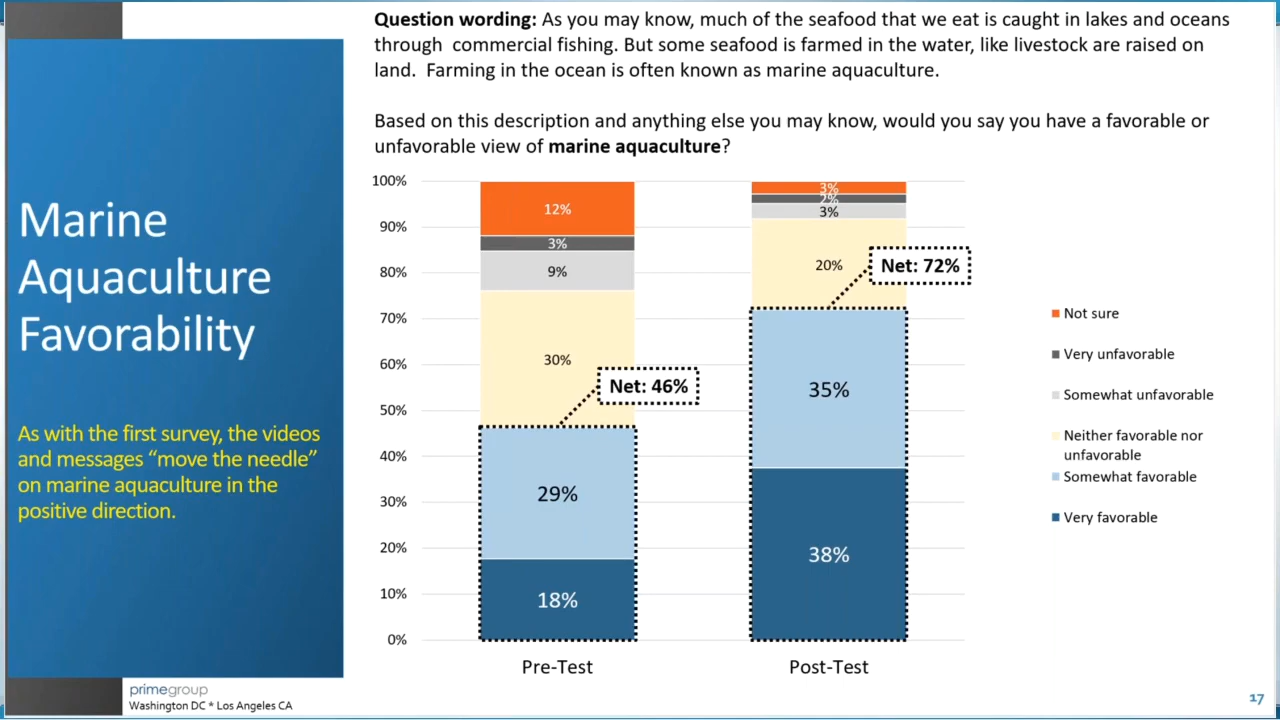 Question wording: As you may know, much of the seafood that we eat is caught in lakes and oceans
through commercial fishing. But some seafood is farmed in the water, like livestock are raised on
land. Farming in the ocean is often known as marine aquaculture.
Based on this description and anything else you may know, would you say you have a favorable or
unfavorable view of marine aquaculture?
Marine
Aquaculture
Favorability
As with the first survey, the videos
and messages “move the needle”
on marine aquaculture in the
positive direction.
100%
90%
80%
70%
60%
50%
40%
30%
20%
10%
0%
12%
3%
9%
30%
Net: 46%
29%
18%
Pre-Test
3%
2%
3%
20%
Net: 72%
35%
38%
Post-Test
Not sure
Very unfavorable
Somewhat unfavorable
Neither favorable nor
unfavorable
Somewhat favorable
Very favorable
primegroup
Washington DC * Los Angeles CA
17